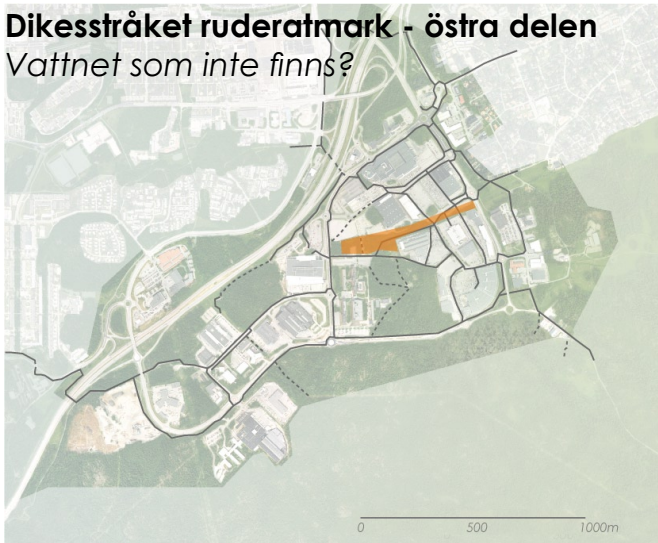 Dikesstråket ruderatmark - östra delen
Vattnet som inte finns?
0 500 1000m